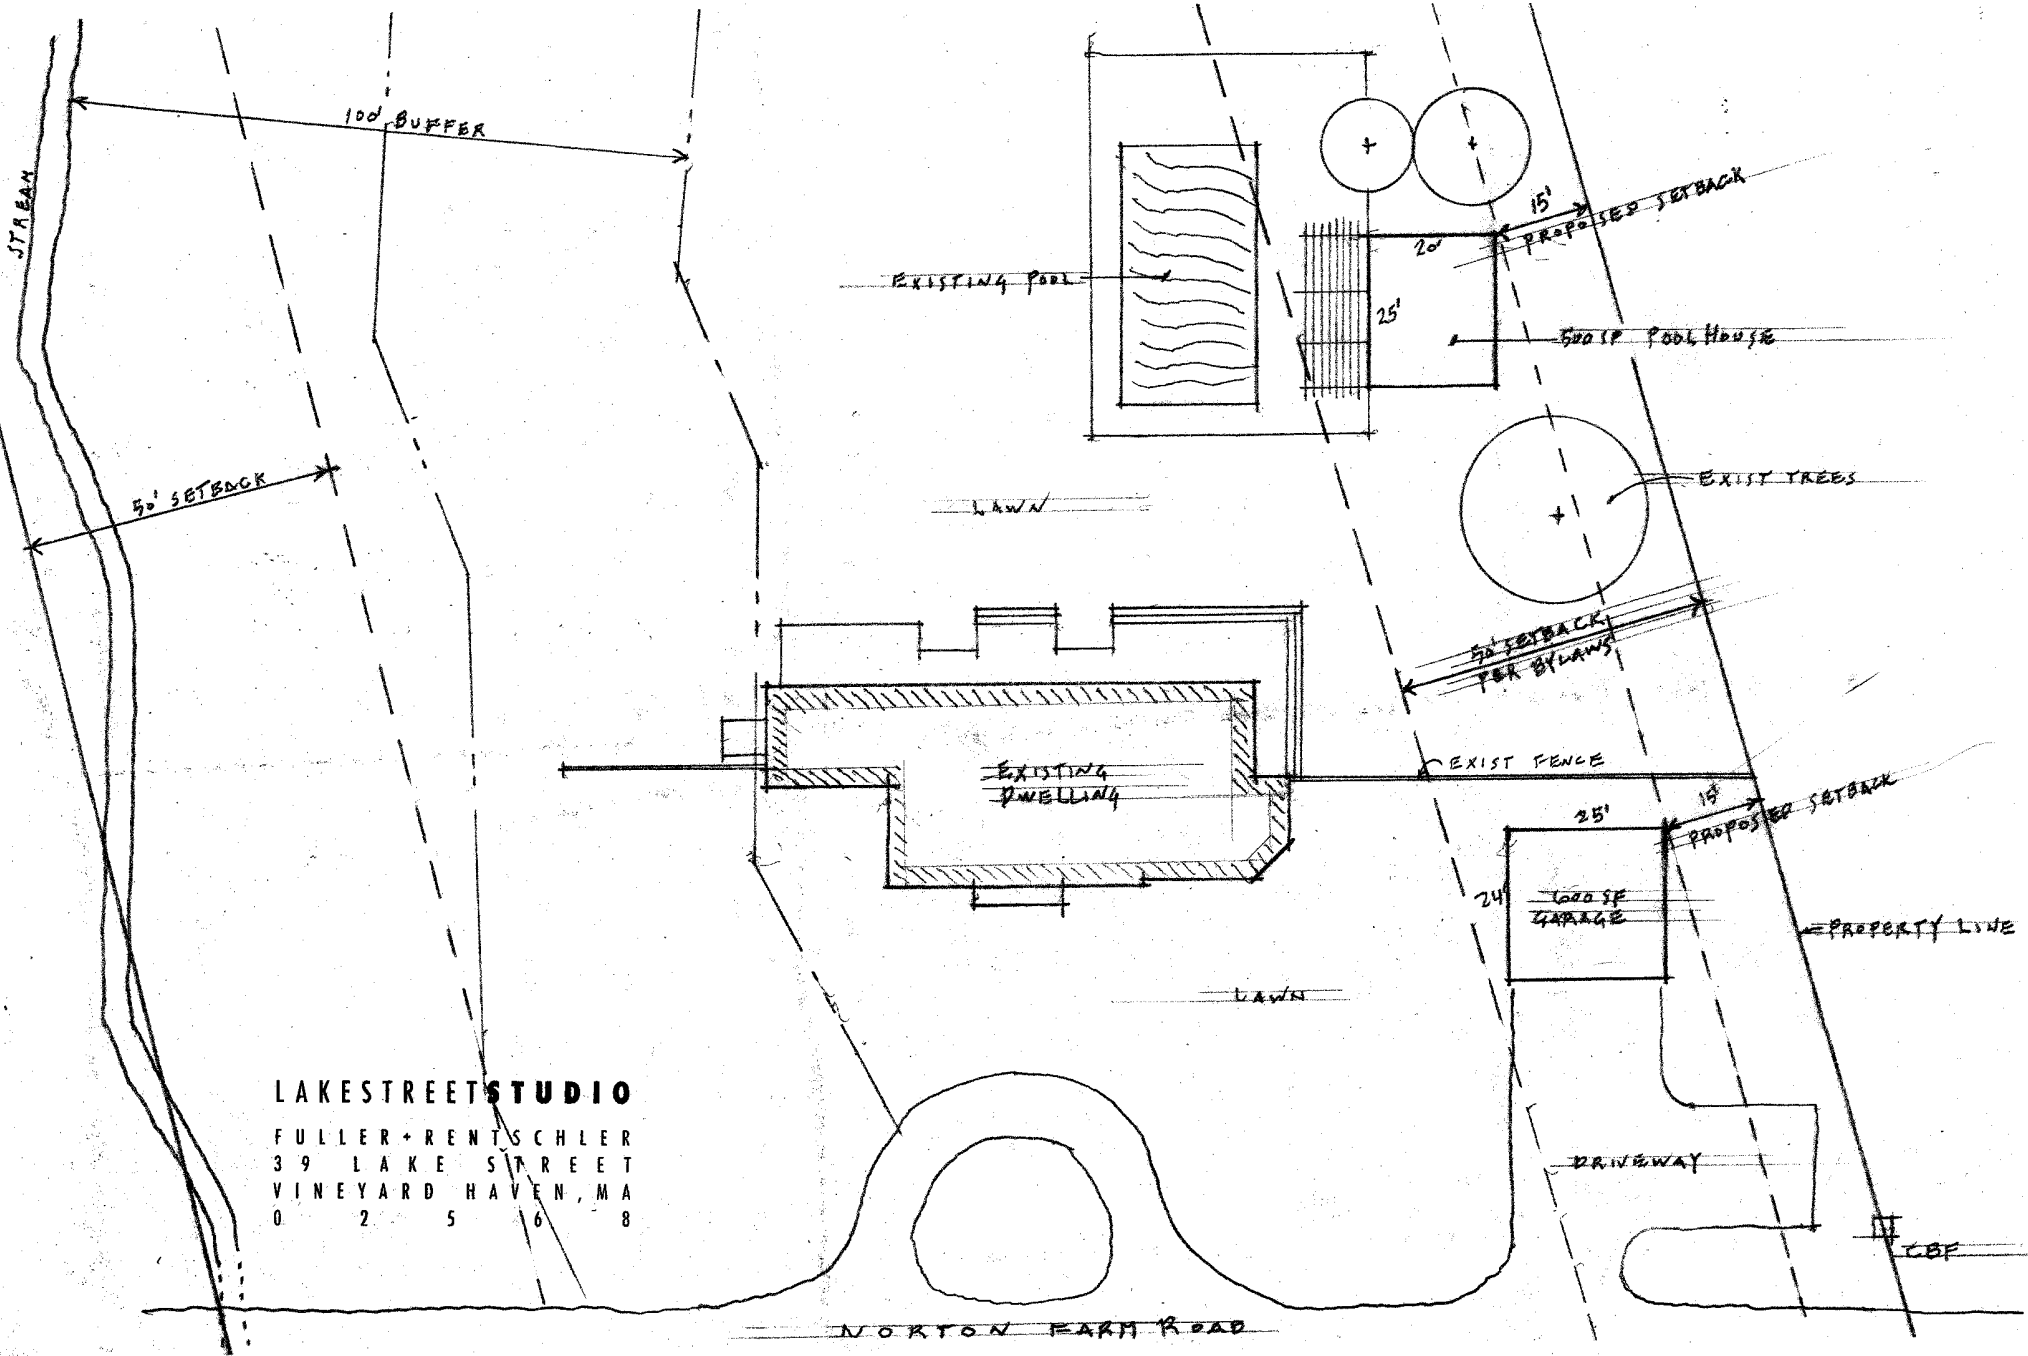 100' BUFFER
STREAM
15'
PROPOSED SETBACK
20'
EXISTING POOL
25'
500 SF POOL HOUSE
50' SETBACK
EXIST TREES
LAWN
50' SETBACK
PER BYLAWS
EXIST FENCE
EXISTING
DWELLING
15'
PROPOSED SETBACK
25'
24'
600 SF
GARAGE
PROPERTY LINE
LAWN
LAKESTREETSTUDIO
FULLER+RENTSCHLER
39 LAKE STREET
VINEYARD HAVEN, MA
02568
DRIVEWAY
CBF
NORTON FARM ROAD